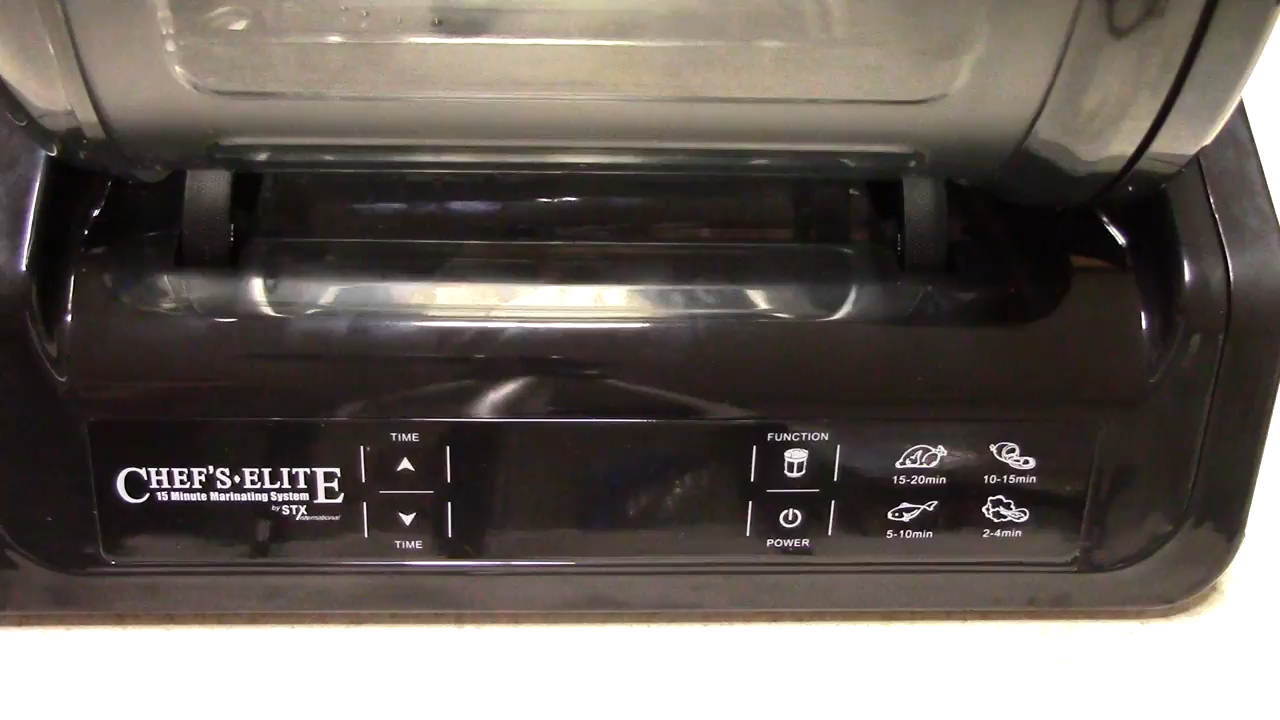 CHEF'S♦ELITE
15 Minute Marinating System
by STX
International
TIME
TIME
FUNCTION
POWER
15-20min
10-15min
5-10min
2-4min